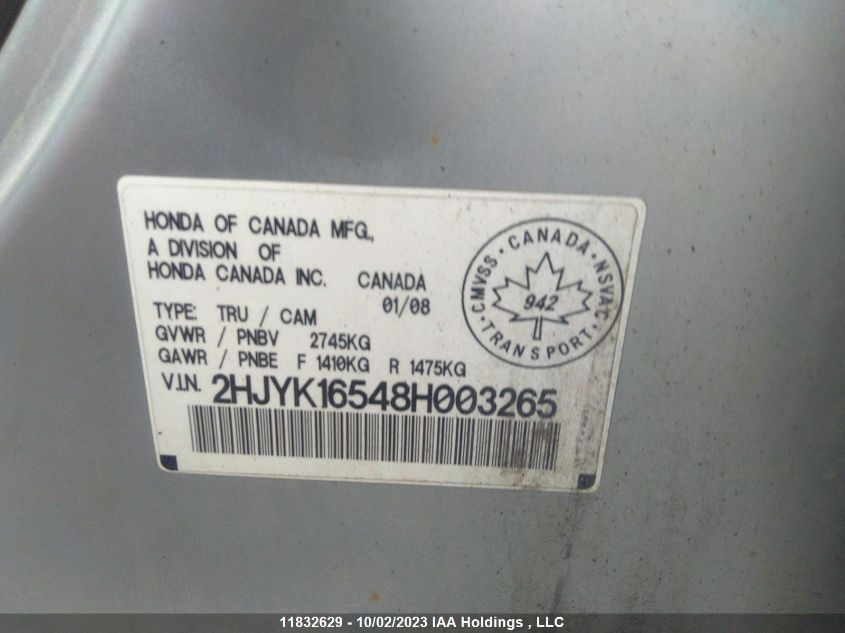 HONDA OF CANADA MFG.,
A DIVISION OF
HONDA CANADA INC. CANADA
01/08
TYPE: TRU / CAM
GVWR / PNBV 2745KG
GAWR / PNBE F 1410KG R 1475KG
V.I.N. 2HJYK16548H003265
CMVSS · CANADA · NSVAC · TRANSPORT ·
942
11832629 - 10/02/2023 IAA Holdings , LLC